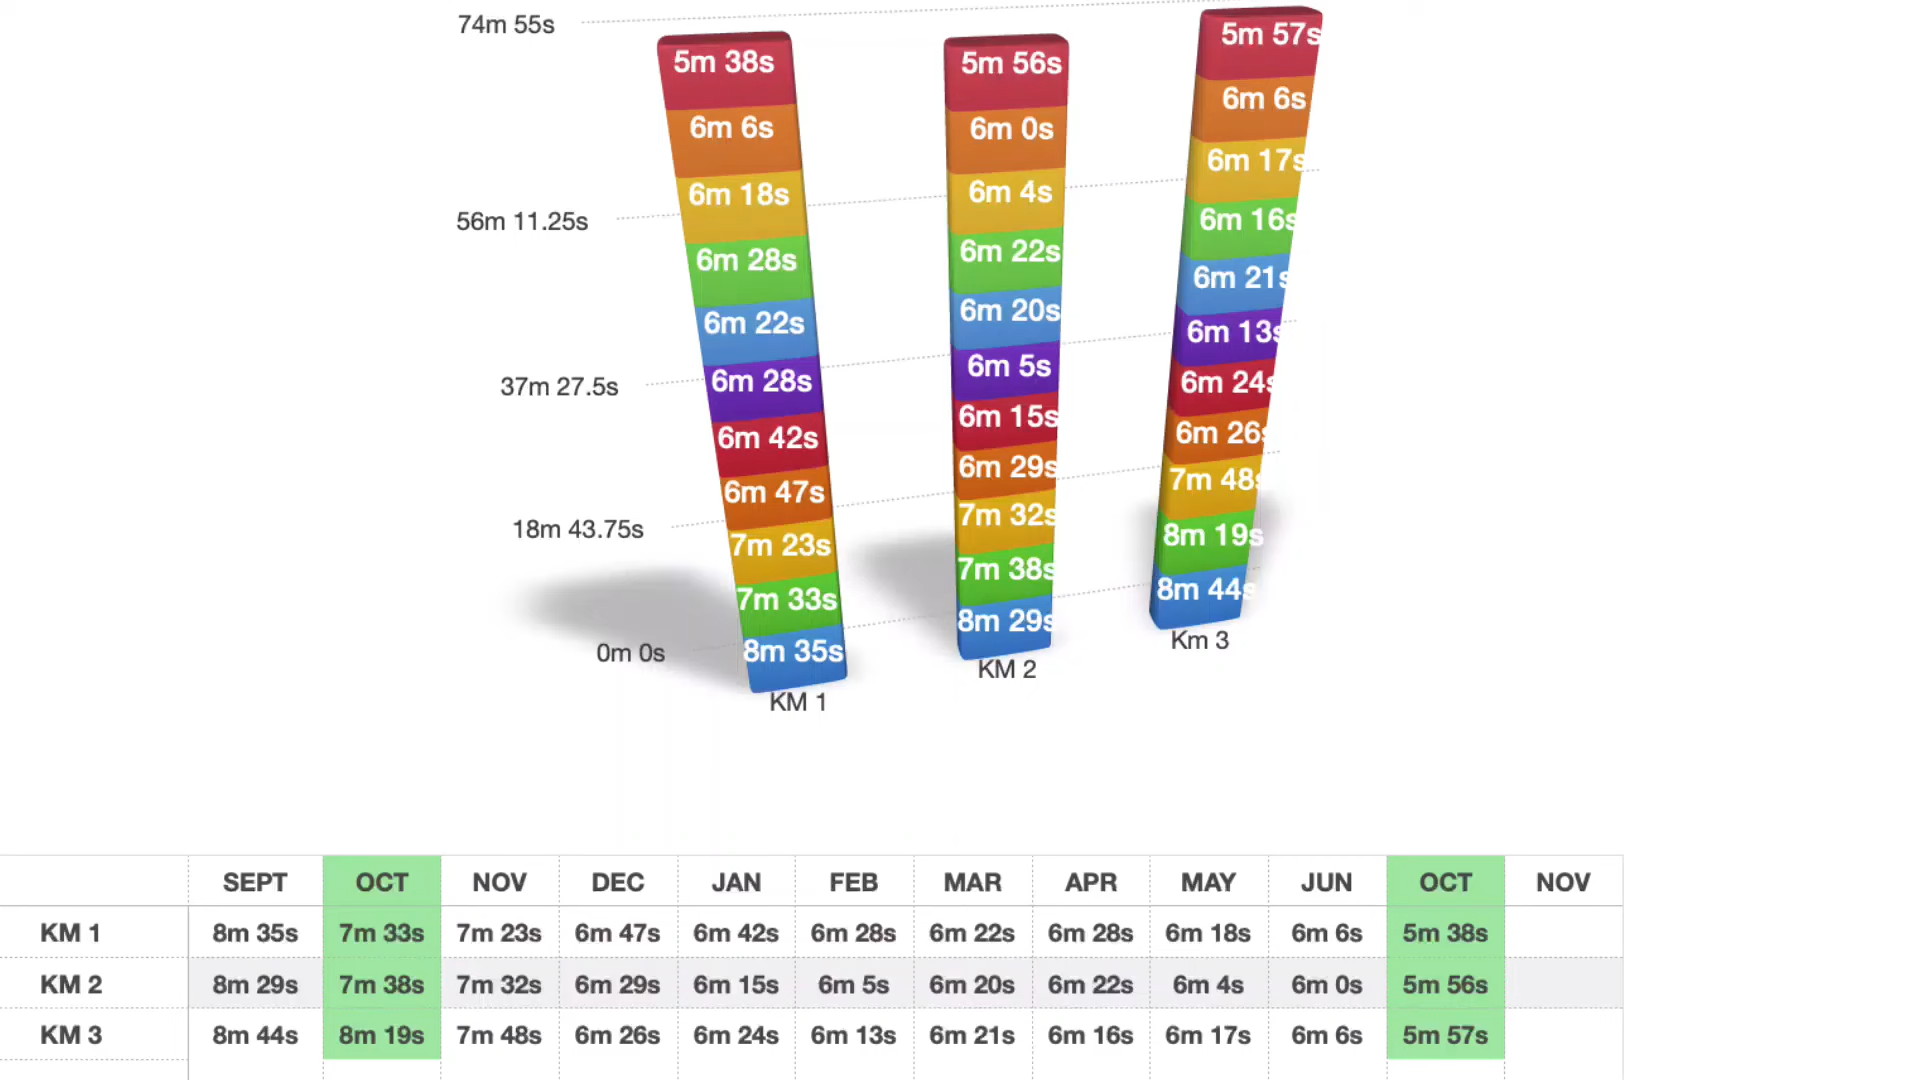 74m 55s
56m 11.25s
37m 27.5s
18m 43.75s
0m 0s
5m 38s
6m 6s
6m 18s
6m 28s
6m 22s
6m 28s
6m 42s
6m 47s
7m 23s
7m 33s
8m 35s
KM 1
5m 56s
6m 0s
6m 4s
6m 22s
6m 20s
6m 5s
6m 15s
6m 29s
7m 32s
7m 38s
8m 29s
KM 2
5m 57s
6m 6s
6m 17s
6m 16s
6m 21s
6m 13s
6m 24s
6m 26s
7m 48s
8m 19s
8m 44s
Km 3
SEPT OCT NOV DEC JAN FEB MAR APR MAY JUN OCT NOV
KM 1 8m 35s 7m 33s 7m 23s 6m 47s 6m 42s 6m 28s 6m 22s 6m 28s 6m 18s 6m 6s 5m 38s
KM 2 8m 29s 7m 38s 7m 32s 6m 29s 6m 15s 6m 5s 6m 20s 6m 22s 6m 4s 6m 0s 5m 56s
KM 3 8m 44s 8m 19s 7m 48s 6m 26s 6m 24s 6m 13s 6m 21s 6m 16s 6m 17s 6m 6s 5m 57s